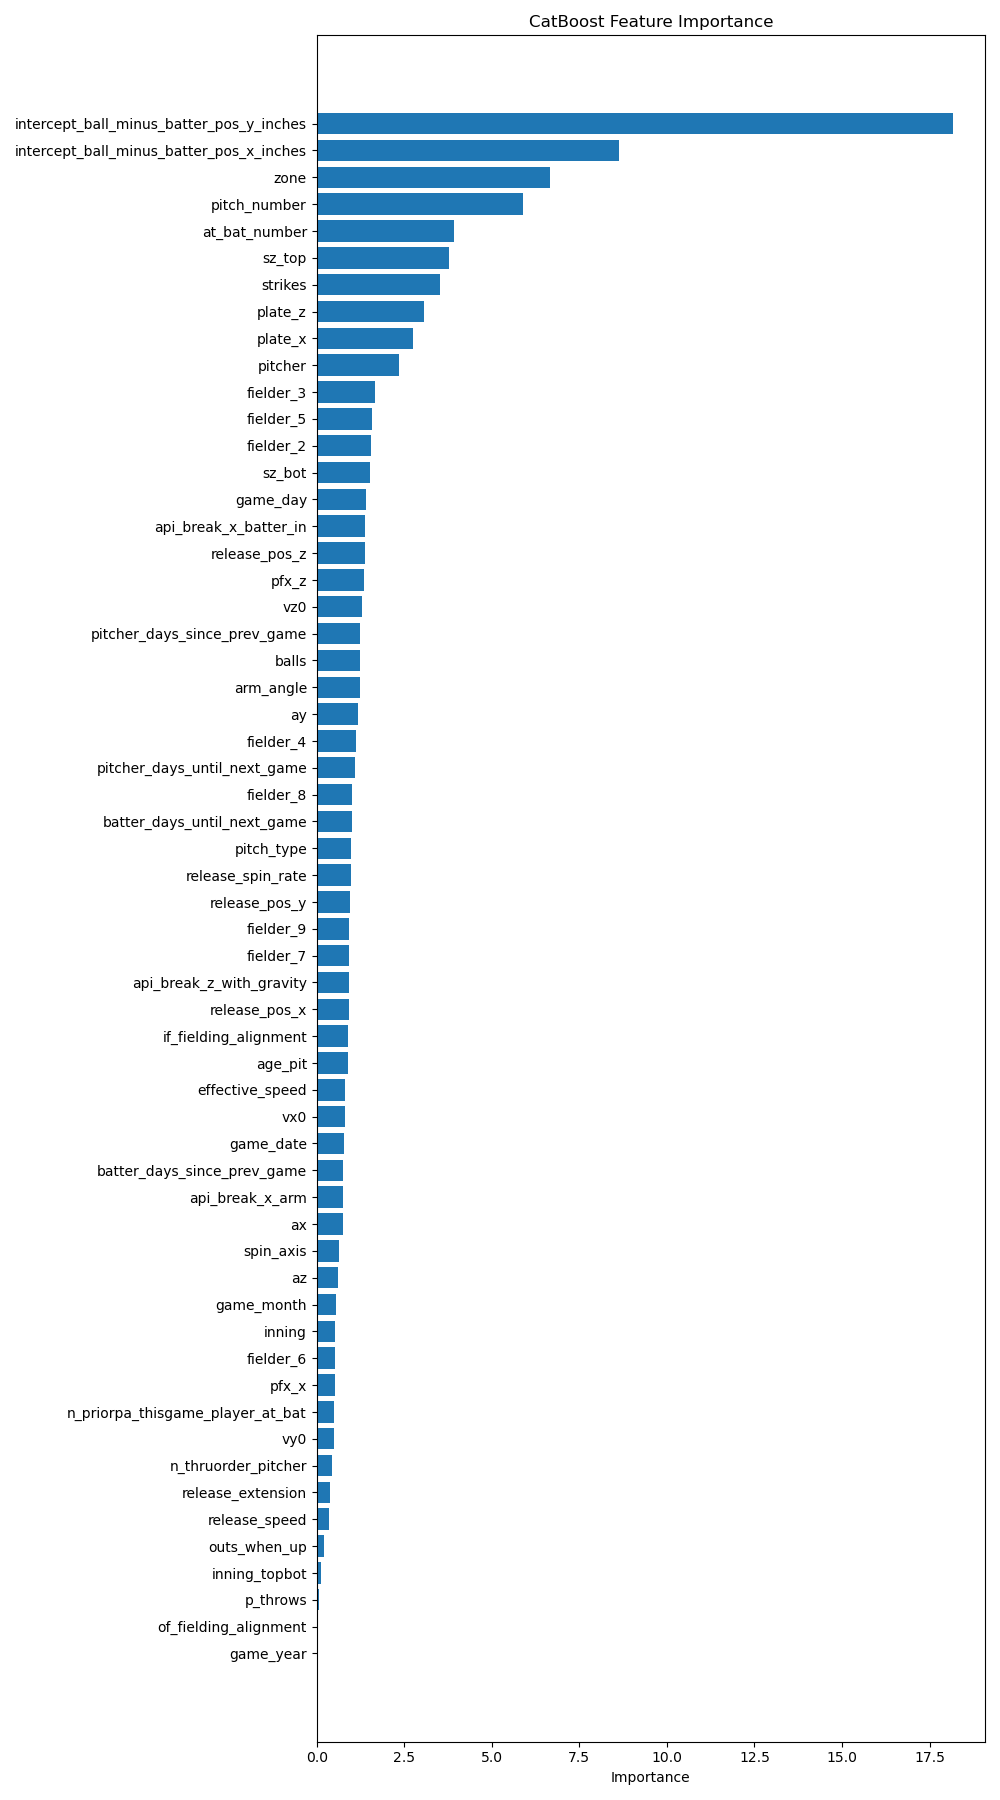 CatBoost Feature Importance
intercept_ball_minus_batter_pos_y_inches
intercept_ball_minus_batter_pos_x_inches
zone
pitch_number
at_bat_number
sz_top
strikes
plate_z
plate_x
pitcher
fielder_3
fielder_5
fielder_2
sz_bot
game_day
api_break_x_batter_in
release_pos_z
pfx_z
vz0
pitcher_days_since_prev_game
balls
arm_angle
ay
fielder_4
pitcher_days_until_next_game
fielder_8
batter_days_until_next_game
pitch_type
release_spin_rate
release_pos_y
fielder_9
fielder_7
api_break_z_with_gravity
release_pos_x
if_fielding_alignment
age_pit
effective_speed
vx0
game_date
batter_days_since_prev_game
api_break_x_arm
ax
spin_axis
az
game_month
inning
fielder_6
pfx_x
n_priorpa_thisgame_player_at_bat
vy0
n_thruorder_pitcher
release_extension
release_speed
outs_when_up
inning_topbot
p_throws
of_fielding_alignment
game_year
0.0 2.5 5.0 7.5 10.0 12.5 15.0 17.5
Importance